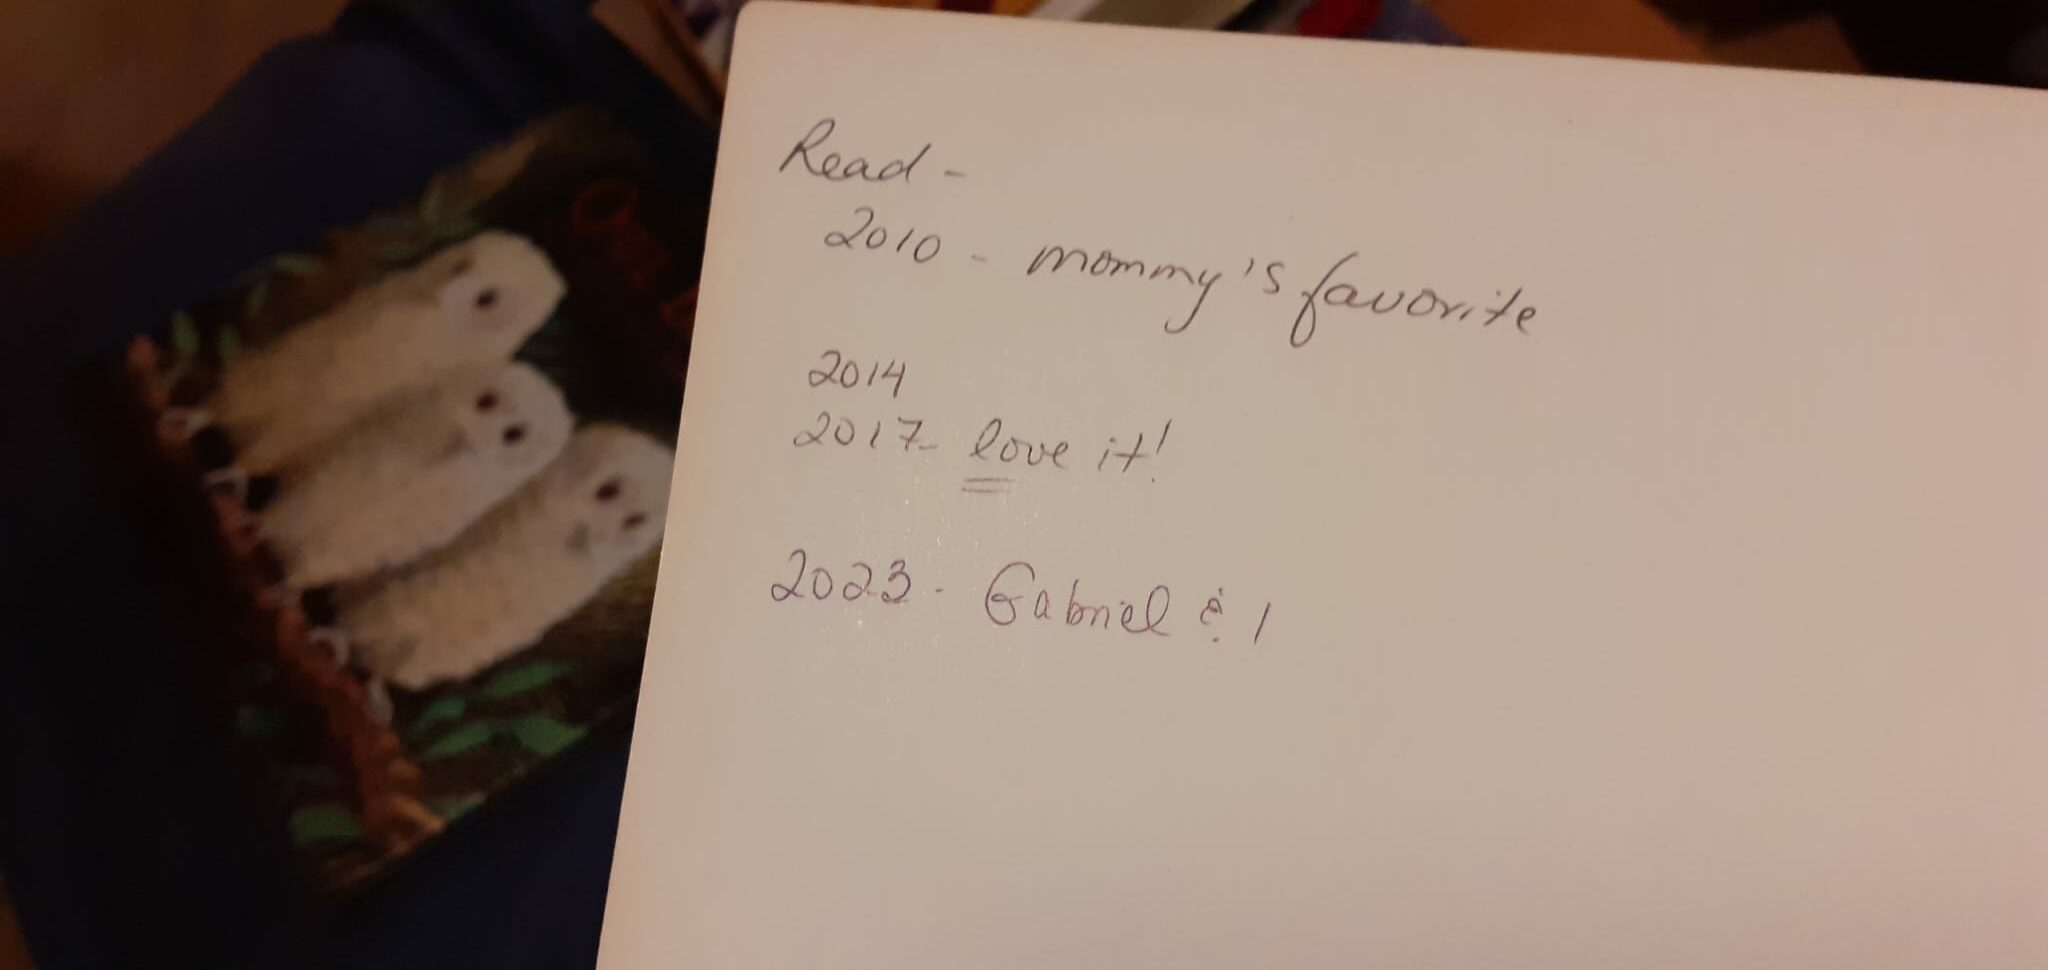 Read -
2010 - mommy's favorite
2014
2017 - love it!
2023 - Gabriel & I